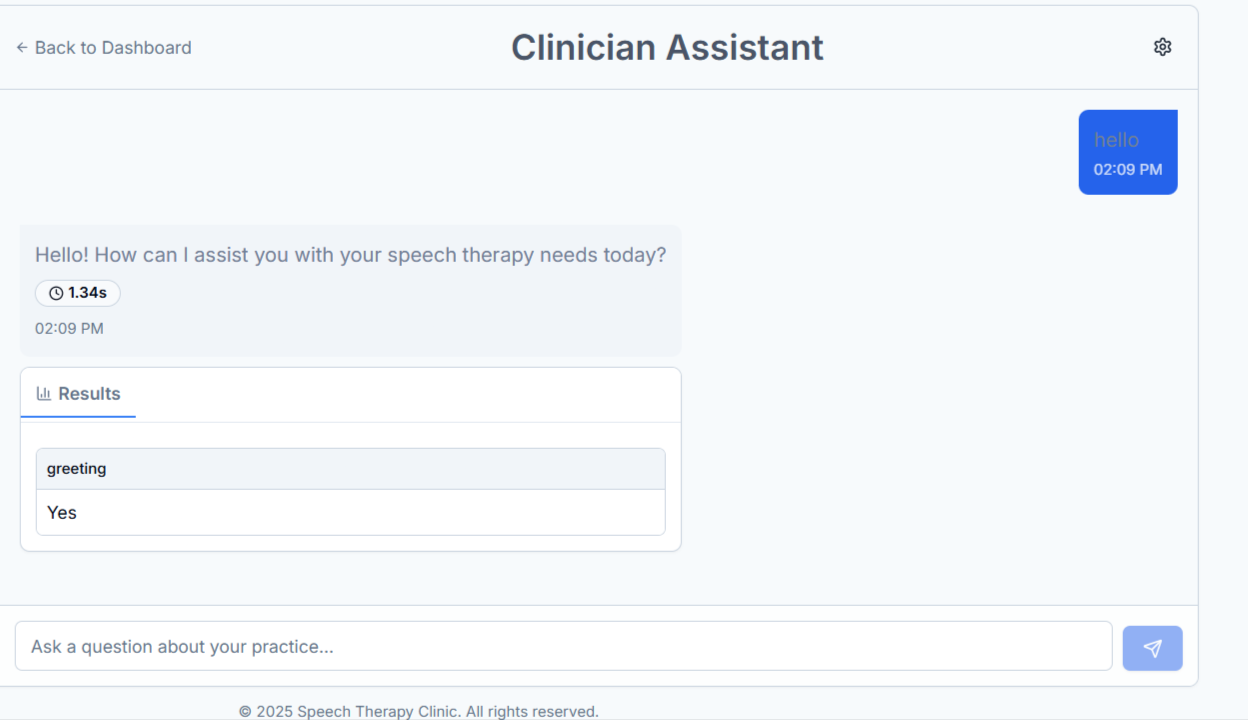 ← Back to Dashboard
Clinician Assistant
hello
02:09 PM
Hello! How can I assist you with your speech therapy needs today?
1.34s
02:09 PM
Results
greeting
Yes
Ask a question about your practice...
© 2025 Speech Therapy Clinic. All rights reserved.